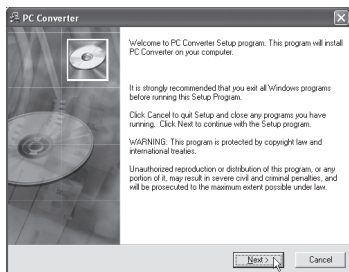 PC Converter
Welcome to PC Converter Setup program. This program will install
PC Converter on your computer.
It is strongly recommended that you exit all Windows programs
before running this Setup Program.
Click Cancel to quit Setup and close any programs you have
running. Click Next to continue with the Setup program.
WARNING: This program is protected by copyright law and
international treaties.
Unauthorized reproduction or distribution of this program, or any
portion of it, may result in severe civil and criminal penalties, and
will be prosecuted to the maximum extent possible under law.
Next >
Cancel